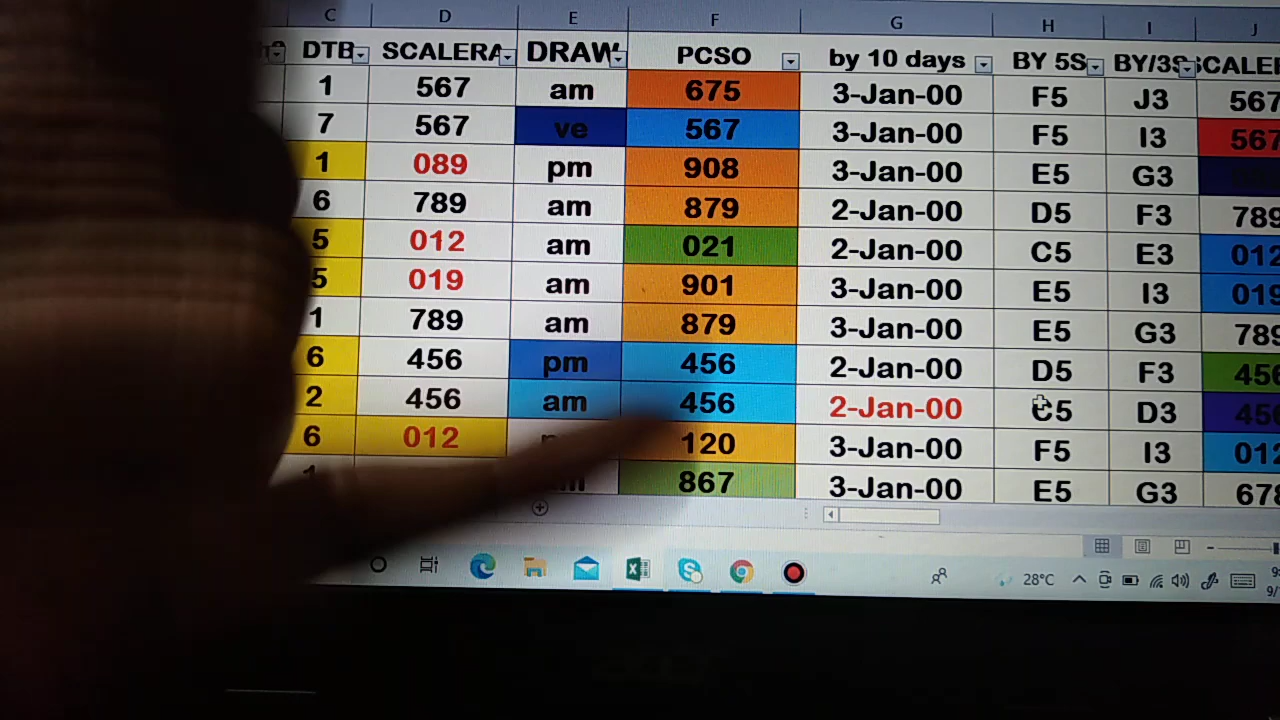 C D E F G H I J
DTB SCALERA DRAW PCSO by 10 days BY 5S BY/3S SCALER
1 567 am 675 3-Jan-00 F5 J3 567
7 567 ve 567 3-Jan-00 F5 I3 567
1 089 pm 908 3-Jan-00 E5 G3
6 789 am 879 2-Jan-00 D5 F3 789
5 012 am 021 2-Jan-00 C5 E3 012
5 019 am 901 3-Jan-00 E5 I3 019
1 789 am 879 3-Jan-00 E5 G3 789
6 456 pm 456 2-Jan-00 D5 F3 456
2 456 am 456 2-Jan-00 C5 D3 456
6 012 120 3-Jan-00 F5 I3 012
867 3-Jan-00 E5 G3 678
28°C